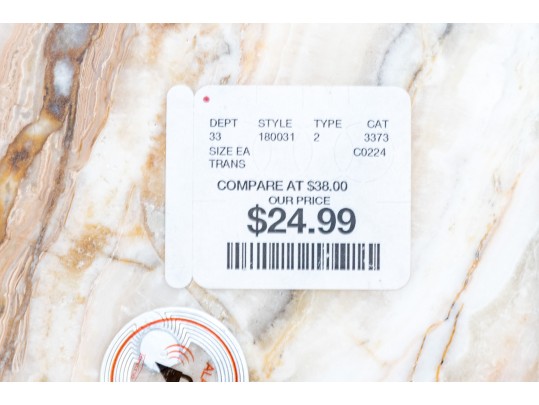 DEPT STYLE TYPE CAT
33 180031 2 3373
SIZE EA C0224
TRANS
COMPARE AT $38.00
OUR PRICE
$24.99